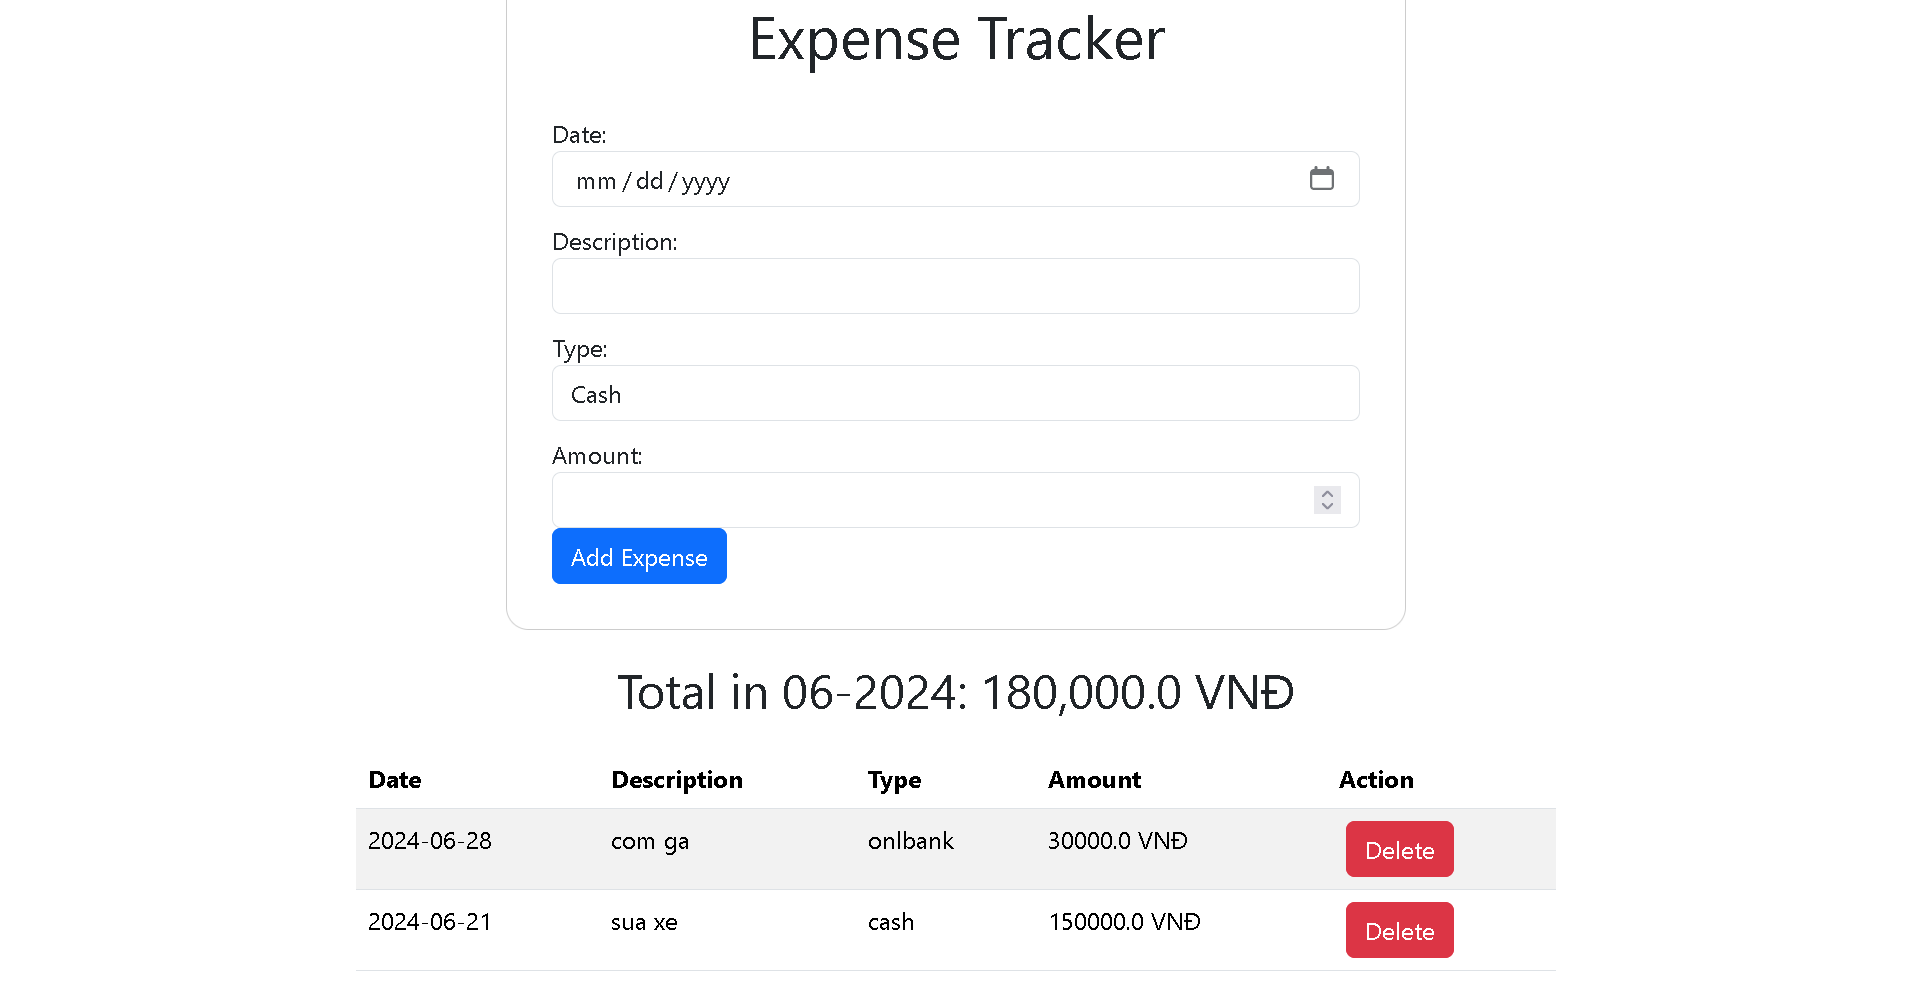 Expense Tracker
Date:
mm/dd/yyyy
Description:
Type:
Cash
Amount:
Add Expense
Total in 06-2024: 180,000.0 VNĐ
Date Description Type Amount Action
2024-06-28 com ga onlbank 30000.0 VNĐ Delete
2024-06-21 sua xe cash 150000.0 VNĐ Delete